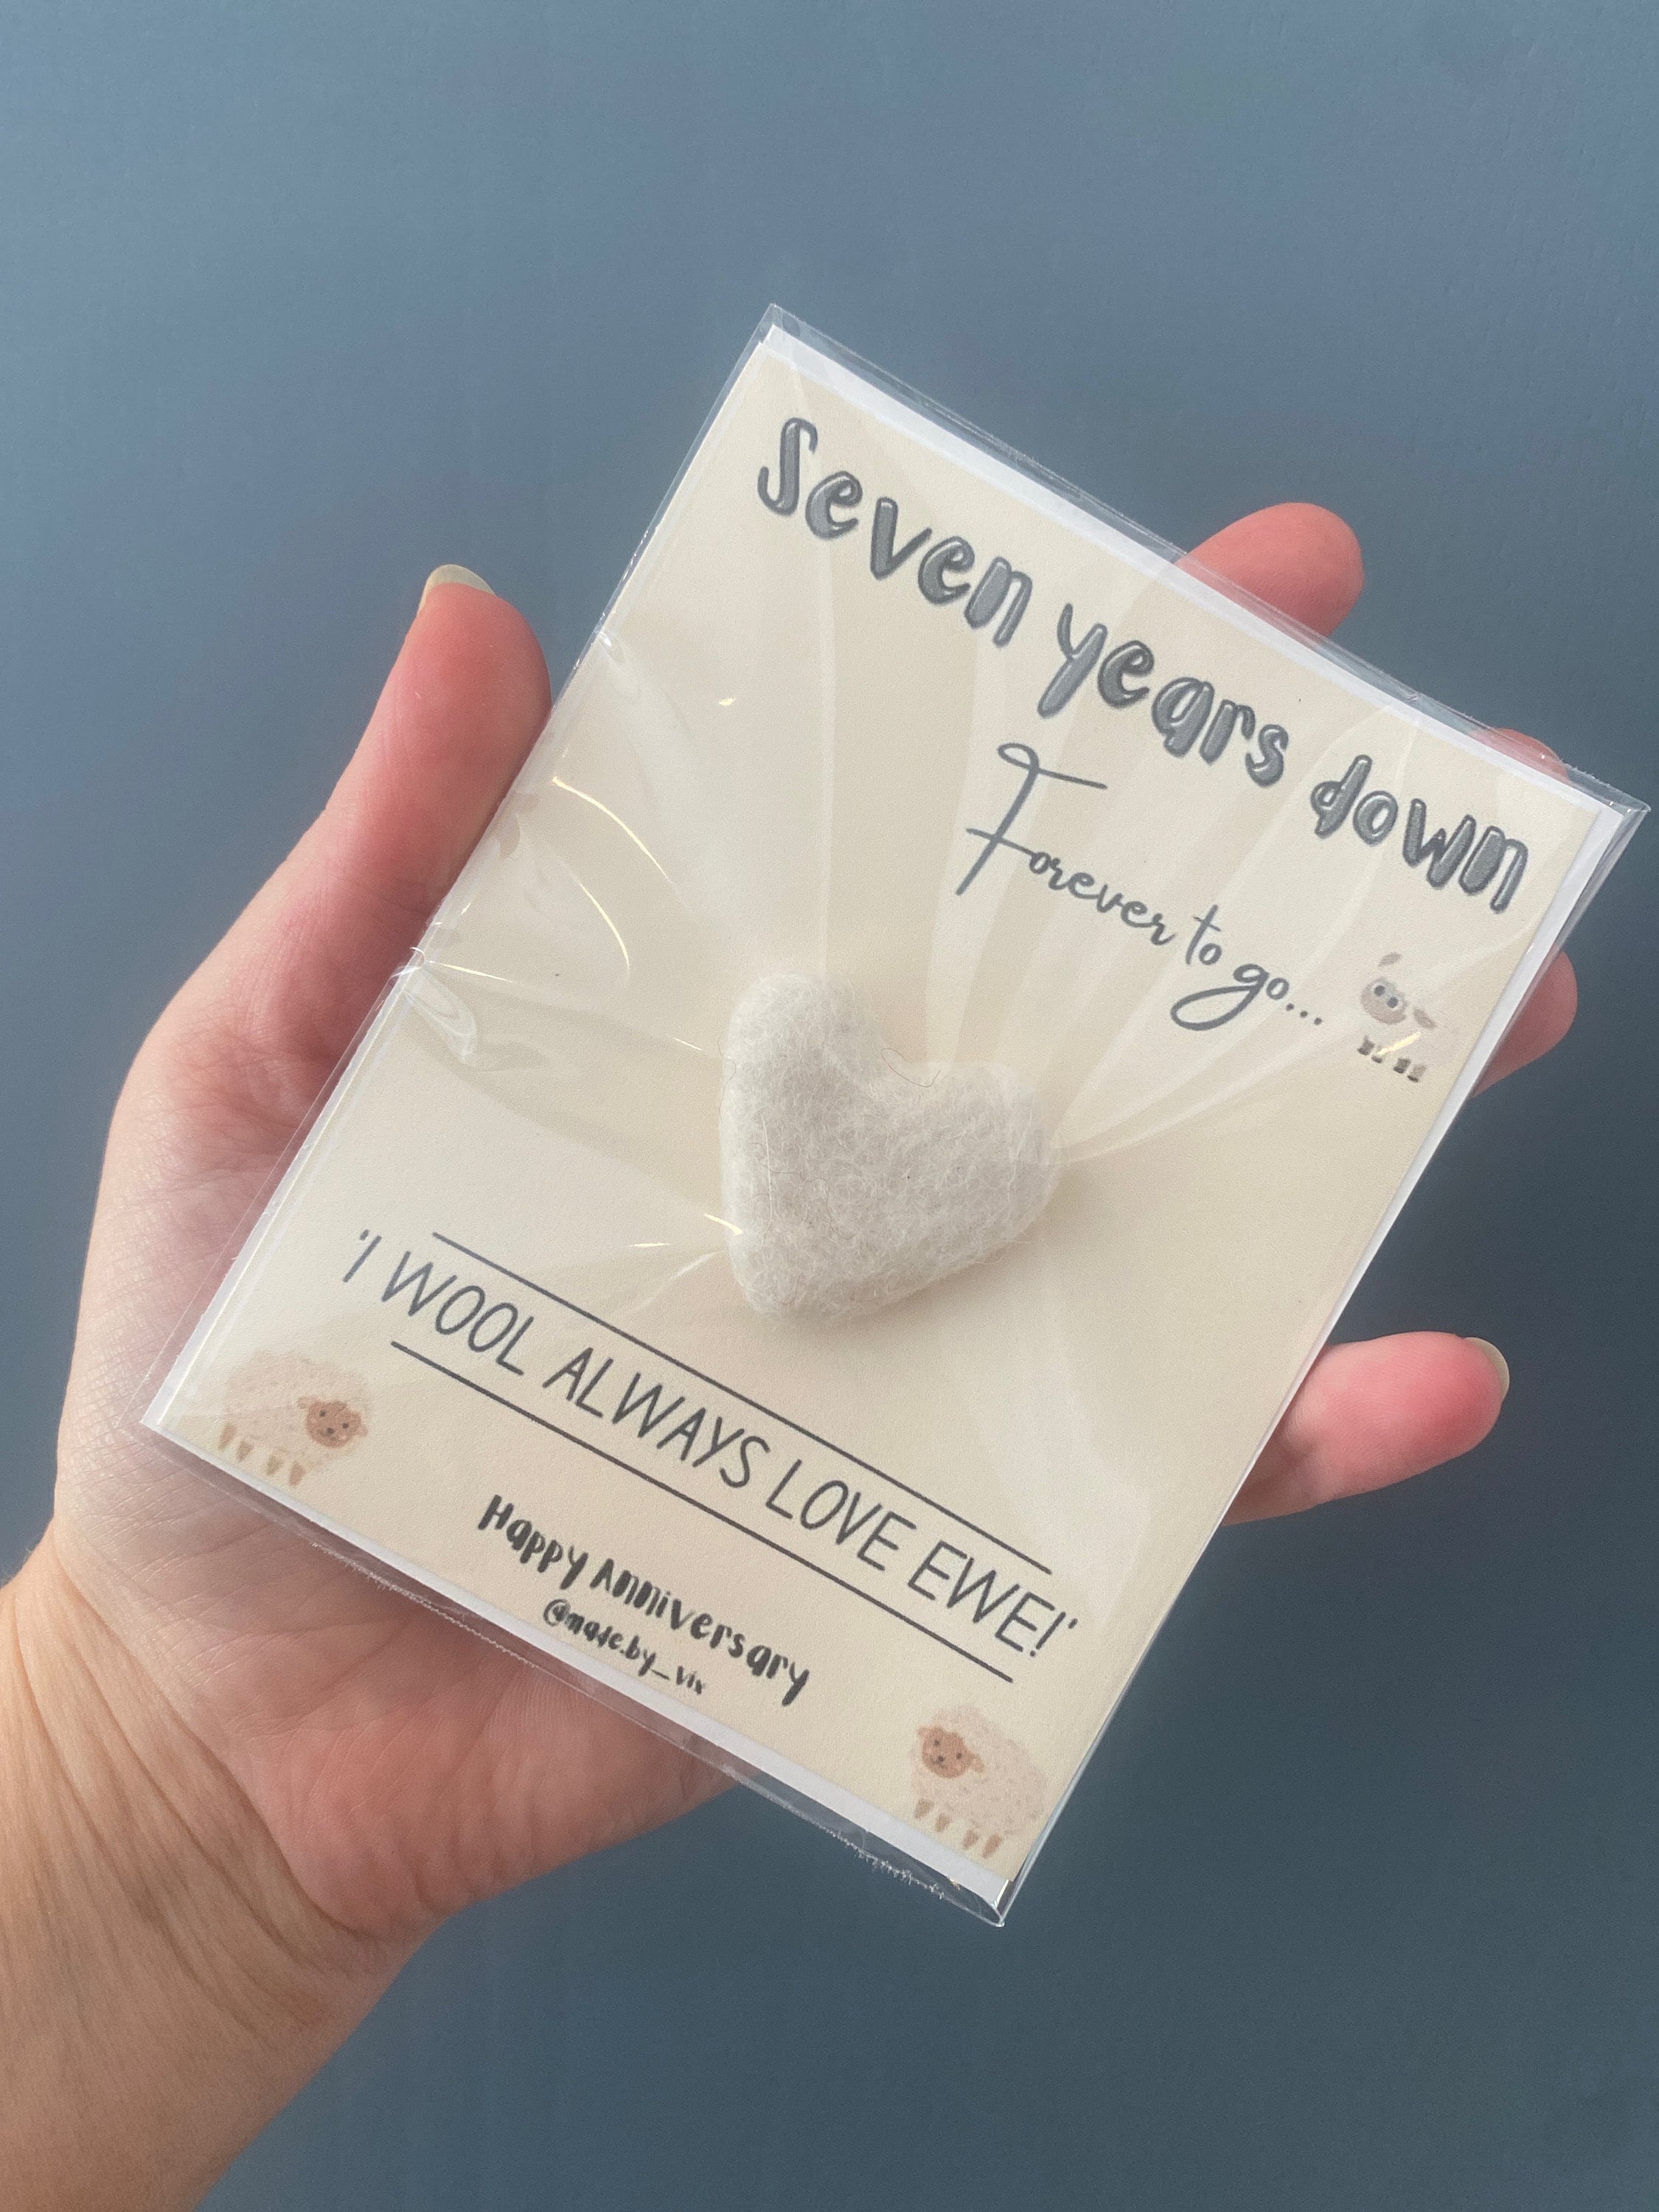 Seven years down
Forever to go...
'I WOOL ALWAYS LOVE EWE!'
Happy Anniversary
@made.by_vix